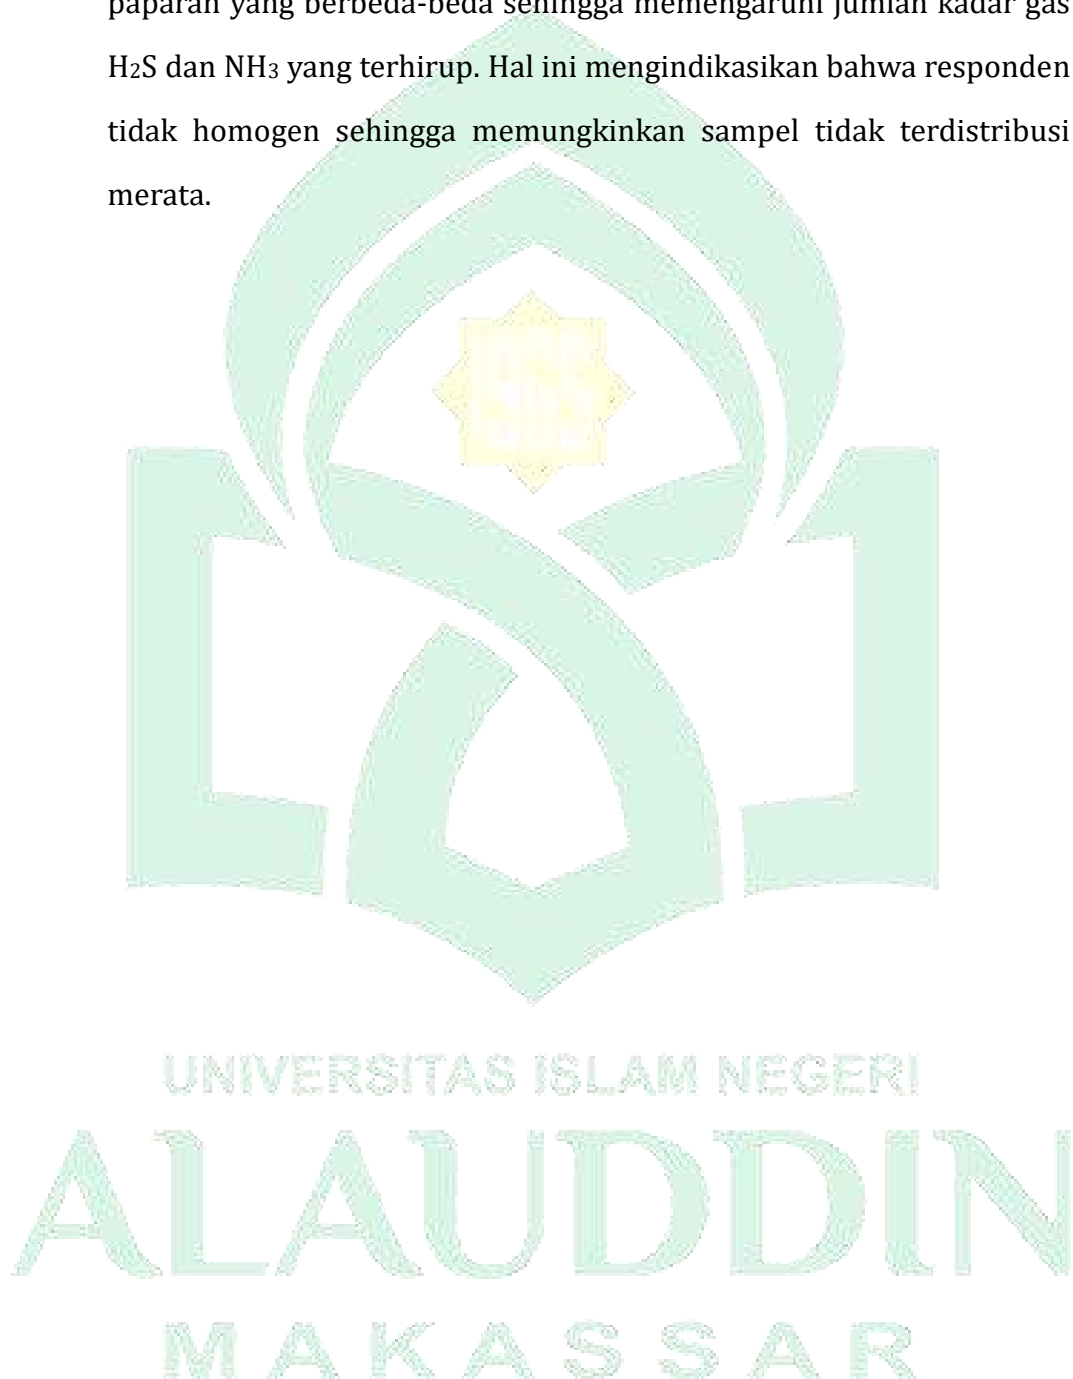 paparan yang berbeda-beda sehingga memengaruhi jumlah kadar gas
H₂S dan NH₃ yang terhirup. Hal ini mengindikasikan bahwa responden
tidak homogen sehingga memungkinkan sampel tidak terdistribusi
merata.
UNIVERSITAS ISLAM NEGERI
ALAUDDIN
MAKASSAR